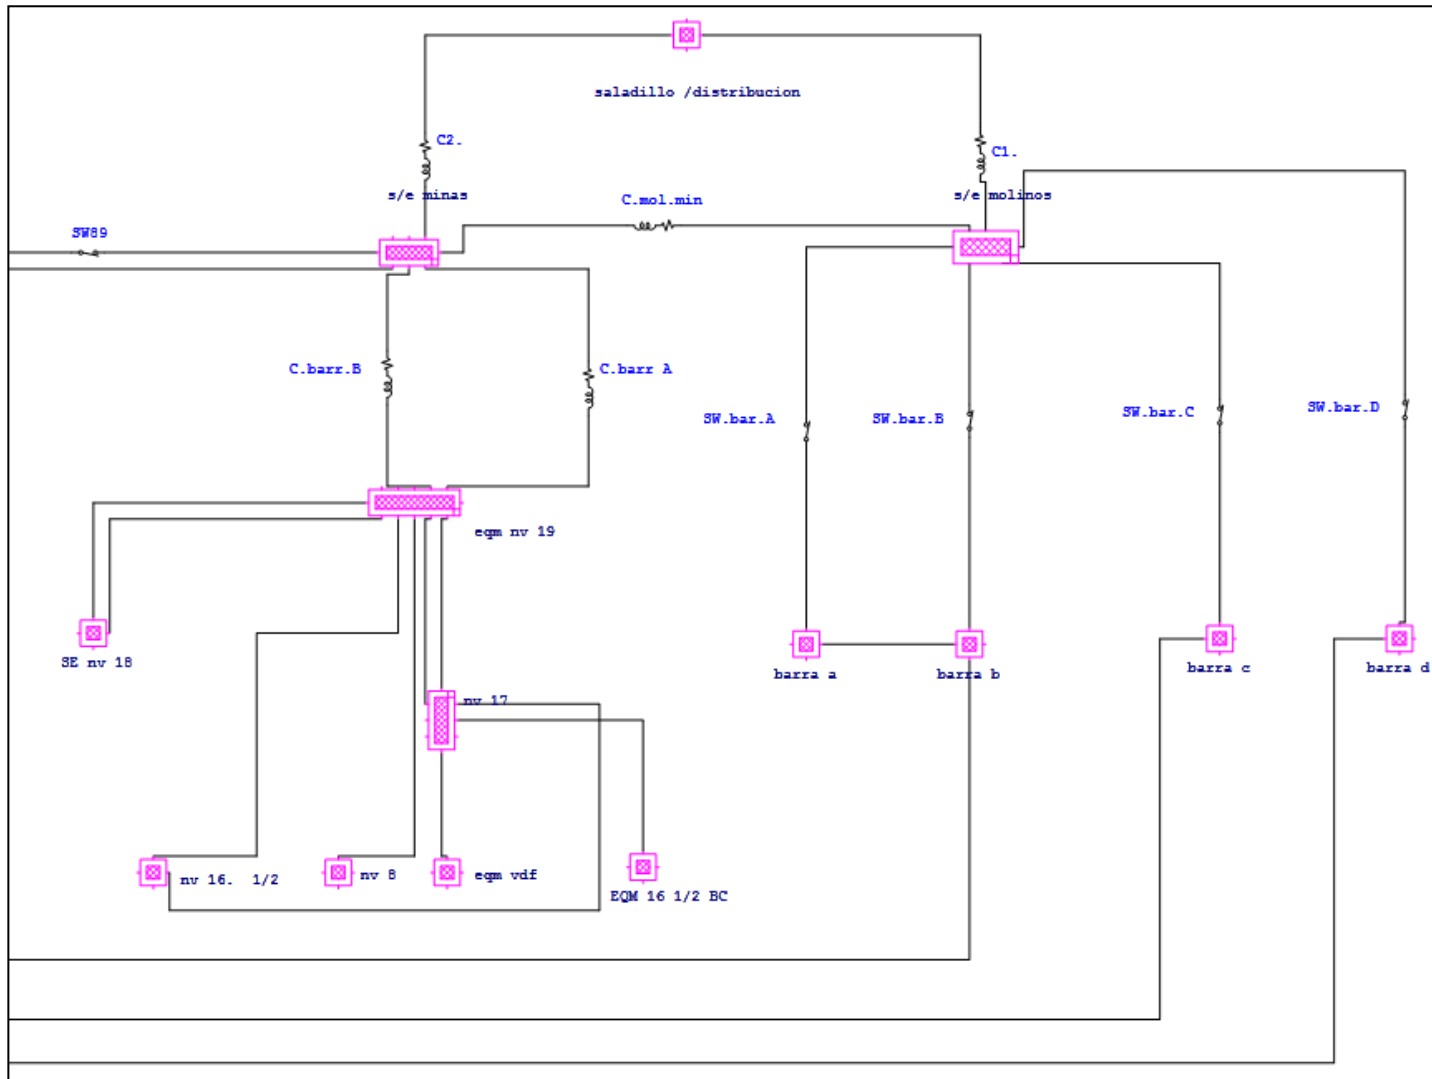 saladillo /distribucion
C2.
C1.
s/e minas
C.mol.min
s/e molinos
SW89
C.barr.B
C.barr A
SW.bar.A
SW.bar.B
SW.bar.C
SW.bar.D
eqm nv 19
SE nv 18
barra a
barra b
barra c
barra d
nv 17
nv 16. 1/2
nv 8
eqm vdf
EQM 16 1/2 BC